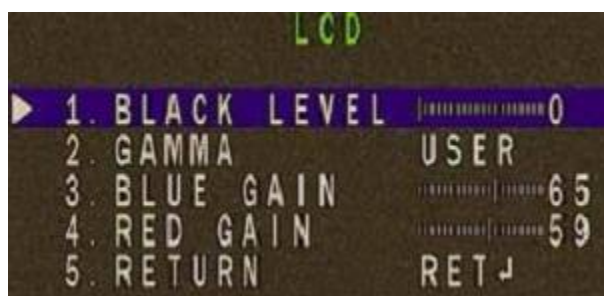 LCD
1. BLACK LEVEL 0
2. GAMMA USER
3. BLUE GAIN 65
4. RED GAIN 59
5. RETURN RET↲